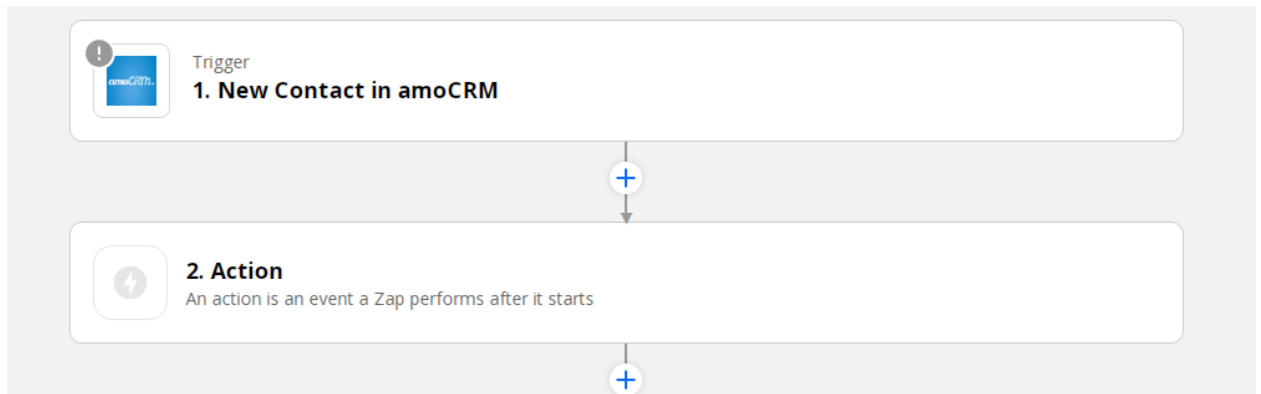 Trigger
amoCRM.
1. New Contact in amoCRM
2. Action
An action is an event a Zap performs after it starts